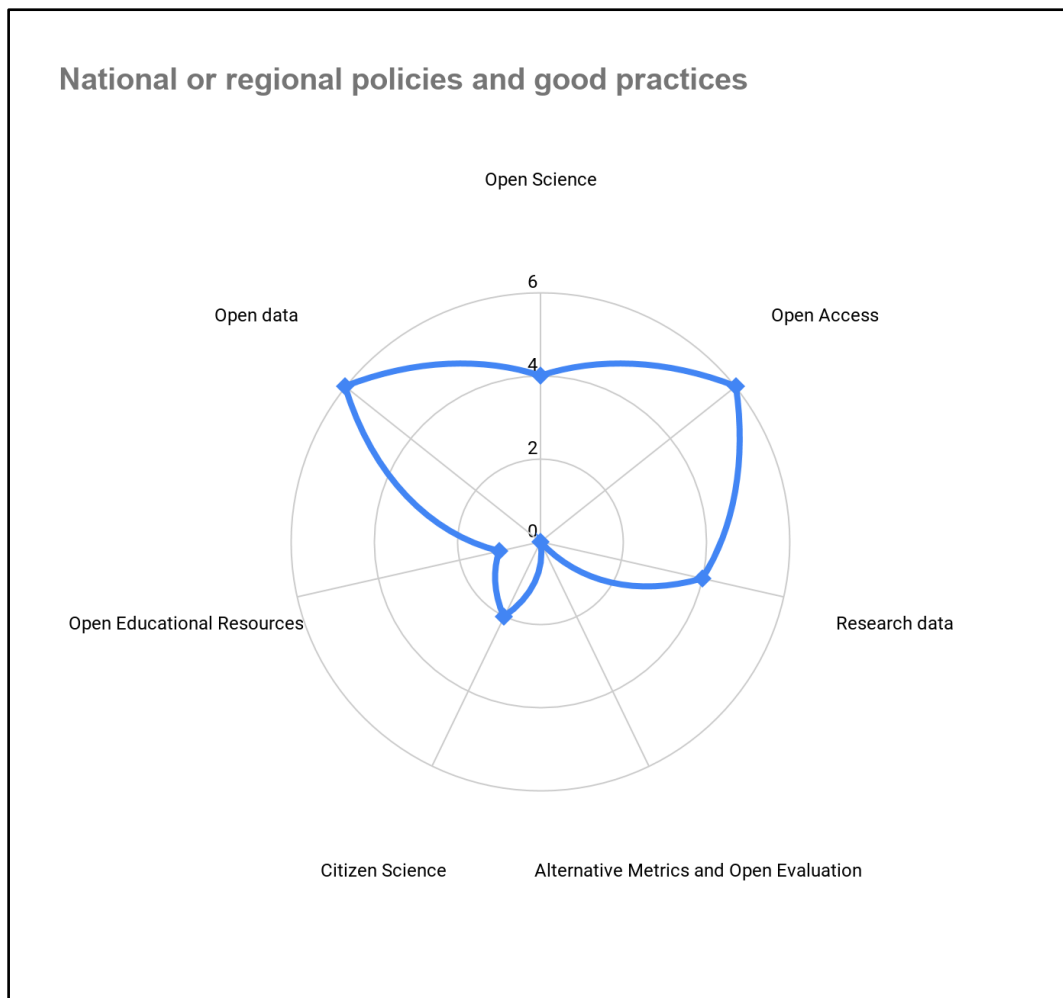 National or regional policies and good practices
Open Science
6
Open data
Open Access
4
2
0
Open Educational Resources
Research data
Citizen Science
Alternative Metrics and Open Evaluation